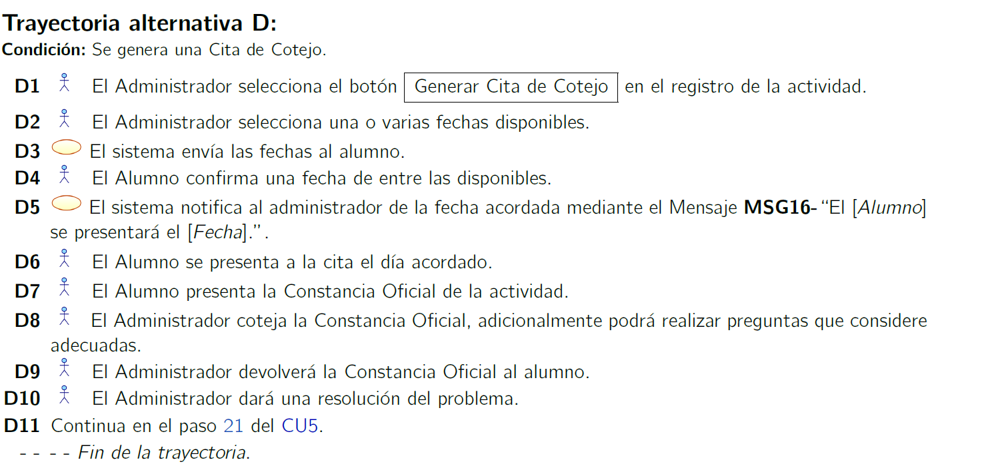 Trayectoria alternativa D:
Condición: Se genera una Cita de Cotejo.
D1 El Administrador selecciona el botón Generar Cita de Cotejo en el registro de la actividad.
D2 El Administrador selecciona una o varias fechas disponibles.
D3 El sistema envía las fechas al alumno.
D4 El Alumno confirma una fecha de entre las disponibles.
D5 El sistema notifica al administrador de la fecha acordada mediante el Mensaje MSG16- “El [Alumno]
se presentará el [Fecha].”.
D6 El Alumno se presenta a la cita el día acordado.
D7 El Alumno presenta la Constancia Oficial de la actividad.
D8 El Administrador coteja la Constancia Oficial, adicionalmente podrá realizar preguntas que considere
adecuadas.
D9 El Administrador devolverá la Constancia Oficial al alumno.
D10 El Administrador dará una resolución del problema.
D11 Continua en el paso 21 del CU5.
- - - - Fin de la trayectoria.